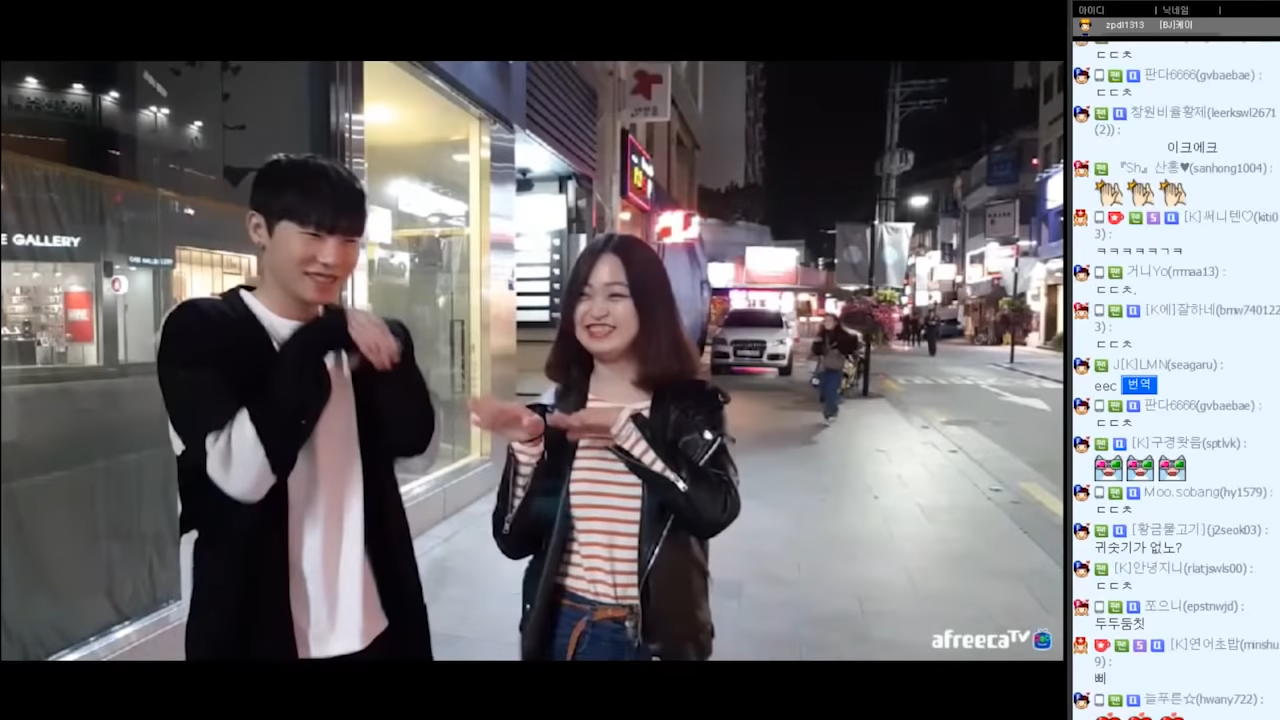 아이디 | 닉네임 |
zpdl1313 [BJ]케이
ㄷㄷㅊ
판다6666(gvbaebae) :
ㄷㄷㅊ
창원비율황제(leerkswl2671
(2)) :
이크에크
『Sh』 산홍♥(sanhong1004) :
[K]써니텐♡(kiti0
3) :
ㅋㅋㅋㅋㅋㄱㅋ
거니Yo(rrmaa13) :
ㄷㄷㅊ.
[K예]잘하네(bmw740122
3) :
ㄷㄷㅊ
J[K]LMN(seagaru) :
eec 번역
판다6666(gvbaebae) :
ㄷㄷㅊ
[K]구경왓음(sptlvk) :
Moo.sobang(hy1579) :
ㄷㄷㅊ
[황금물고기](j2seok03) :
귀숫기가 없노?
[K]안녕지니(rlatjswls00) :
ㄷㄷㅊ
쪼으니(epstnwjd) :
두두둠칫
[K]연어초밥(minshu
9) :
삐
늘푸른☆(hwany722) :
E GALLERY
afreecaTV